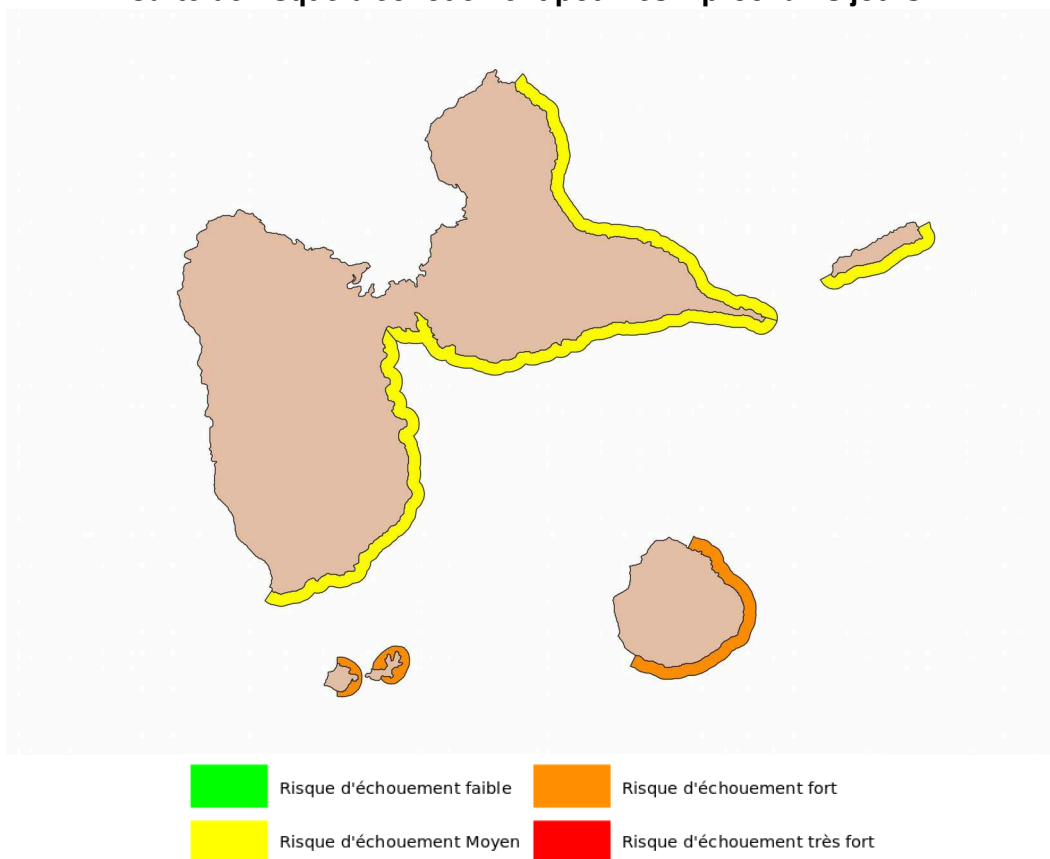 Risque d'échouement faible
Risque d'échouement fort
Risque d'échouement Moyen
Risque d'échouement très fort